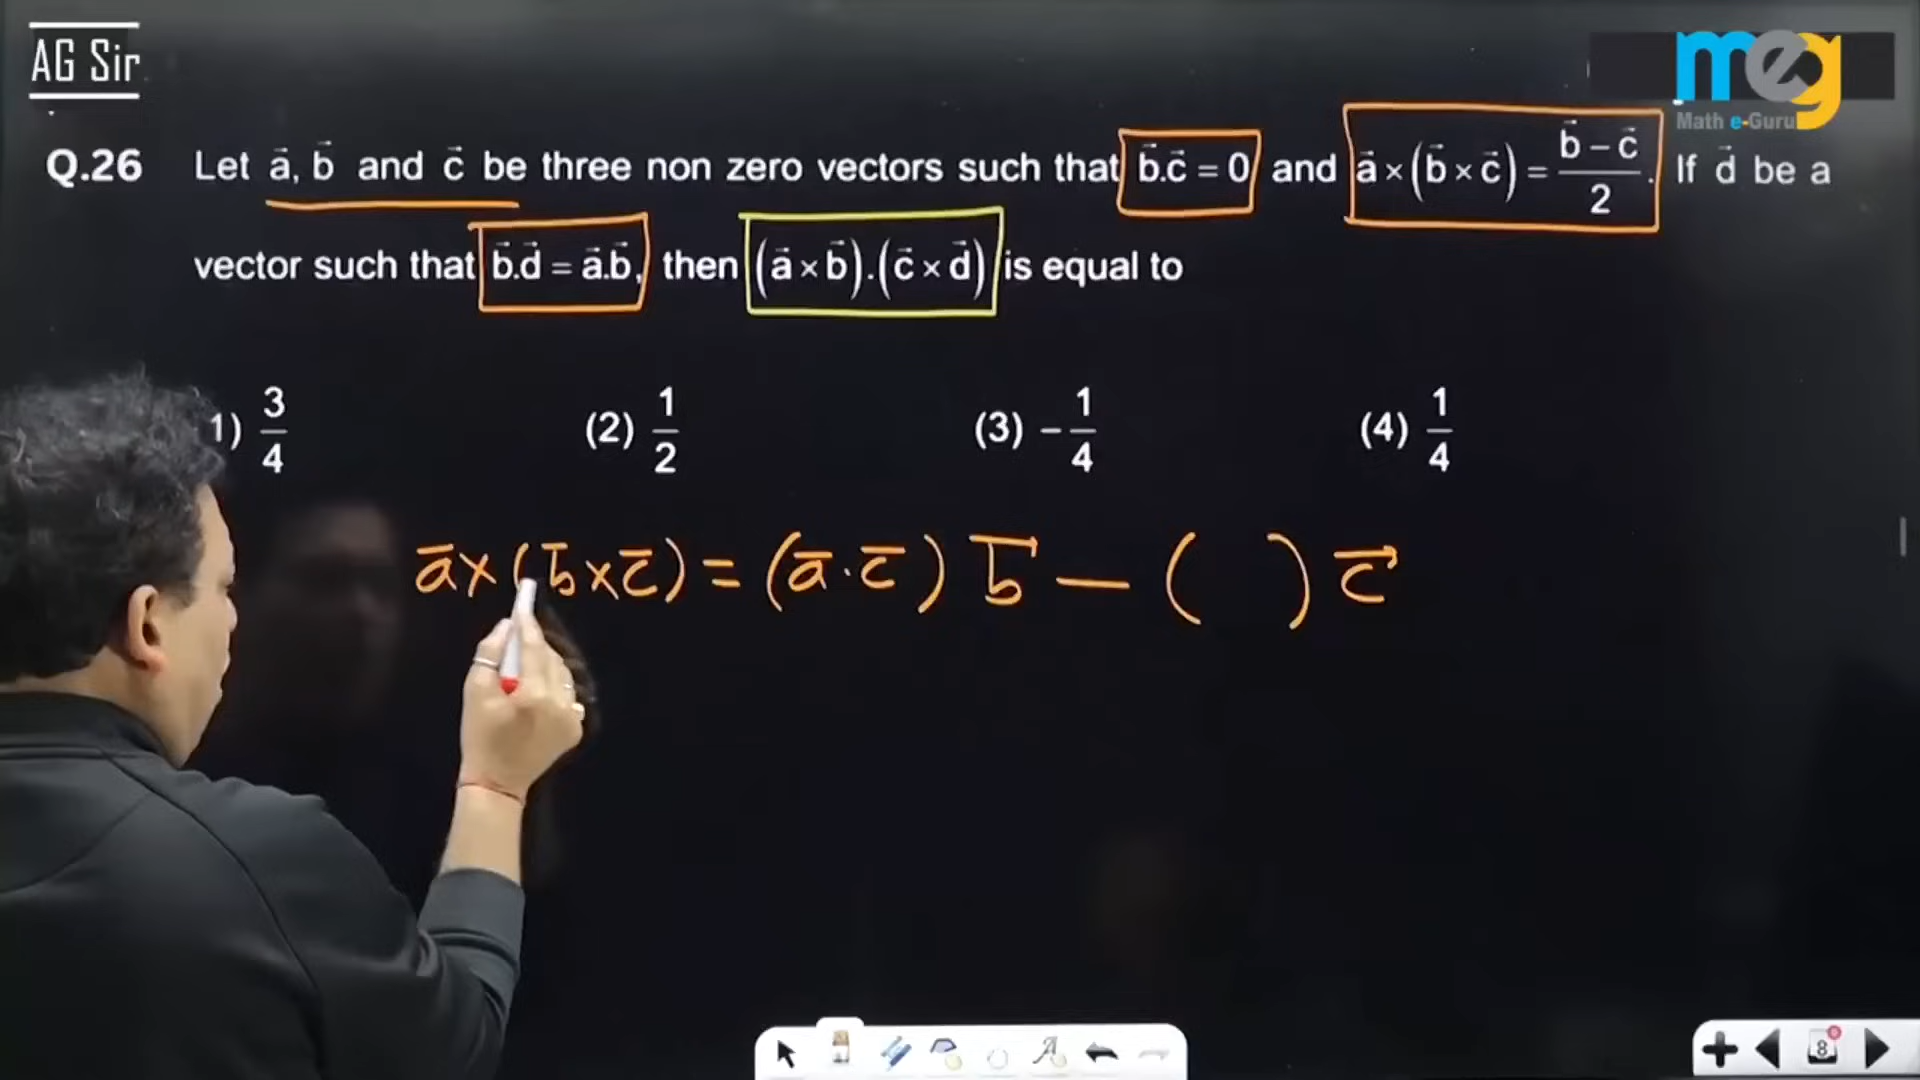 AG Sir
meg
Math e-Guru
Q.26 Let a⃗, b⃗ and c⃗ be three non zero vectors such that b⃗.c⃗ = 0 and a⃗ × (b⃗ × c⃗) = (b⃗ − c⃗)/2. If d⃗ be a
vector such that b⃗.d⃗ = a⃗.b⃗, then (a⃗ × b⃗).(c⃗ × d⃗) is equal to
1) 3/4 (2) 1/2 (3) −1/4 (4) 1/4
a̅×(b̅×c̅) = (a̅·c̅) b⃗ — ( ) c⃗
8